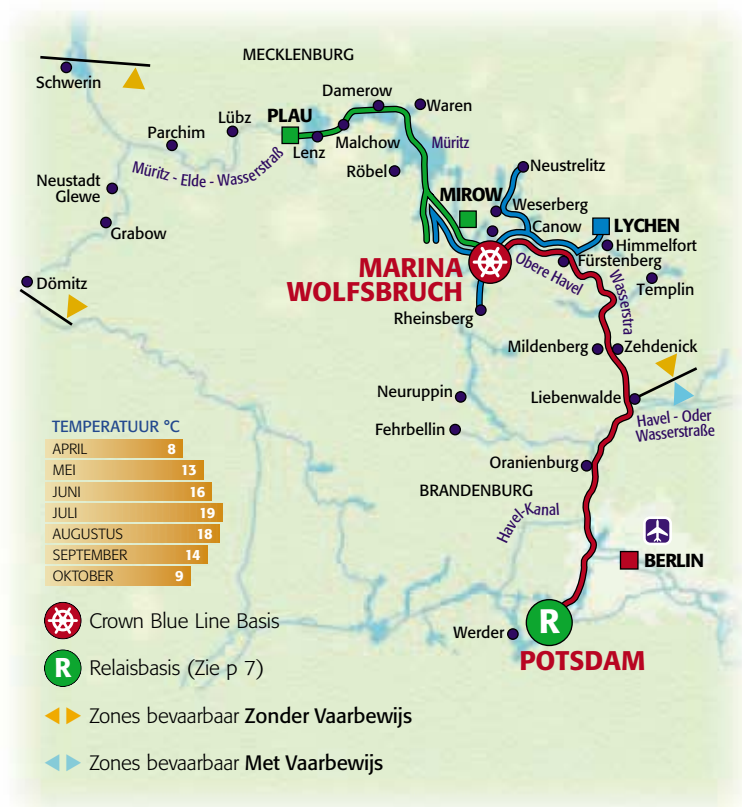 MECKLENBURG
Schwerin
Damerow
Waren
Lübz
PLAU
Parchim
Malchow
Müritz
Lenz
Röbel
Müritz - Elde - Wasserstraß
Neustrelitz
Neustadt
Glewe
MIROW
Weserberg
Grabow
Canow
LYCHEN
Himmelfort
Fürstenberg
MARINA
WOLFSBRUCH
Obere Havel
Wasserstra
Dömitz
Templin
Rheinsberg
Mildenberg
Zehdenick
Neuruppin
Liebenwalde
Havel - Oder
Wasserstraße
Fehrbellin
Oranienburg
BRANDENBURG
Havel-Kanal
BERLIN
Werder
R
POTSDAM
TEMPERATUUR °C
APRIL 8
MEI 13
JUNI 16
JULI 19
AUGUSTUS 18
SEPTEMBER 14
OKTOBER 9
Crown Blue Line Basis
R Relaisbasis (Zie p 7)
Zones bevaarbaar Zonder Vaarbewijs
Zones bevaarbaar Met Vaarbewijs